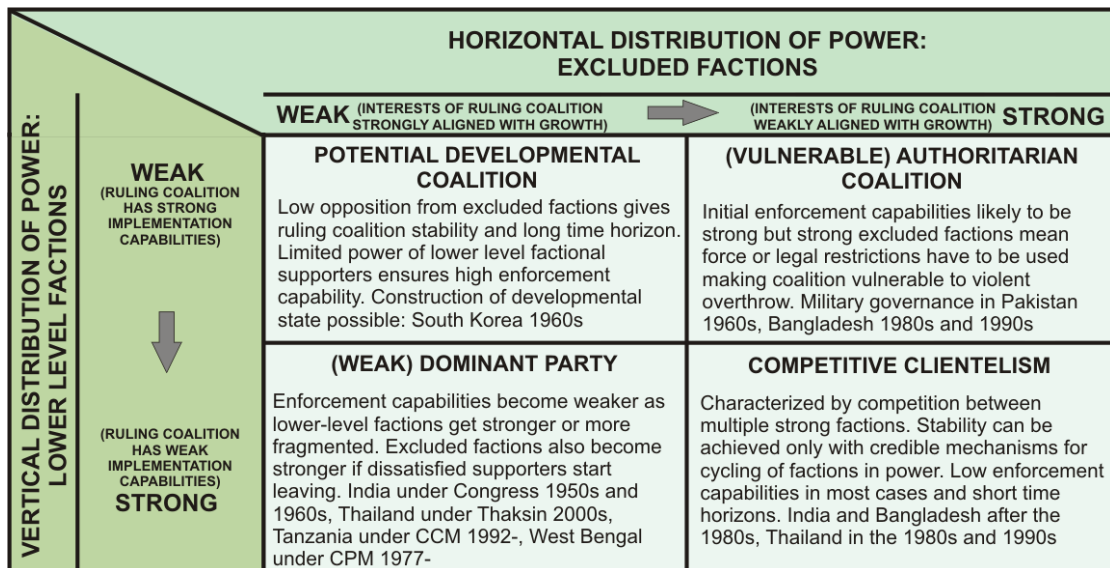 HORIZONTAL DISTRIBUTION OF POWER:
EXCLUDED FACTIONS
WEAK (INTERESTS OF RULING COALITION
STRONGLY ALIGNED WITH GROWTH)
(INTERESTS OF RULING COALITION
WEAKLY ALIGNED WITH GROWTH) STRONG
VERTICAL DISTRIBUTION OF POWER:
LOWER LEVEL FACTIONS
WEAK
(RULING COALITION
HAS STRONG
IMPLEMENTATION
CAPABILITIES)
(RULING COALITION
HAS WEAK
IMPLEMENTATION
CAPABILITIES)
STRONG
POTENTIAL DEVELOPMENTAL
COALITION
Low opposition from excluded factions gives
ruling coalition stability and long time horizon.
Limited power of lower level factional
supporters ensures high enforcement
capability. Construction of developmental
state possible: South Korea 1960s
(VULNERABLE) AUTHORITARIAN
COALITION
Initial enforcement capabilities likely to be
strong but strong excluded factions mean
force or legal restrictions have to be used
making coalition vulnerable to violent
overthrow. Military governance in Pakistan
1960s, Bangladesh 1980s and 1990s
(WEAK) DOMINANT PARTY
Enforcement capabilities become weaker as
lower-level factions get stronger or more
fragmented. Excluded factions also become
stronger if dissatisfied supporters start
leaving. India under Congress 1950s and
1960s, Thailand under Thaksin 2000s,
Tanzania under CCM 1992-, West Bengal
under CPM 1977-
COMPETITIVE CLIENTELISM
Characterized by competition between
multiple strong factions. Stability can be
achieved only with credible mechanisms for
cycling of factions in power. Low enforcement
capabilities in most cases and short time
horizons. India and Bangladesh after the
1980s, Thailand in the 1980s and 1990s